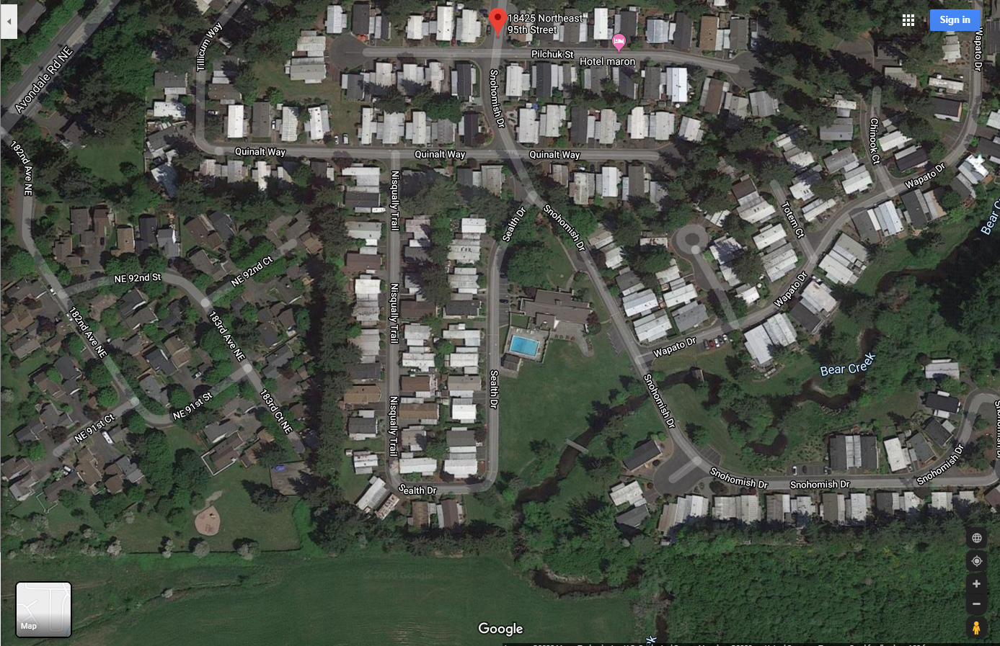 18425 Northeast
95th Street
Sign in
Pilchuk St
Hotel maron
Tillicum Way
Avondale Rd NE
Wapato Dr
Snohomish Dr
Chinook Ct
182nd Ave NE
Quinalt Way
Quinalt Way
Quinalt Way
Wapato Dr
Nisqually Trail
Sealth Dr
Snohomish Dr
Totem Ct
Bear C
NE 92nd St
NE 92nd Ct
Wapato Dr
Nisqually Trail
182nd Ave NE
183rd Ave NE
Wapato Dr
Bear Creek
Sealth Dr
Snohomish Dr
NE 91st St
NE 91st Ct
183rd Ct NE
Nisqually Trail
Snohomish Dr
Sealth Dr
Snohomish Dr
Snohomish Dr
Snohomish Dr
Map
Google